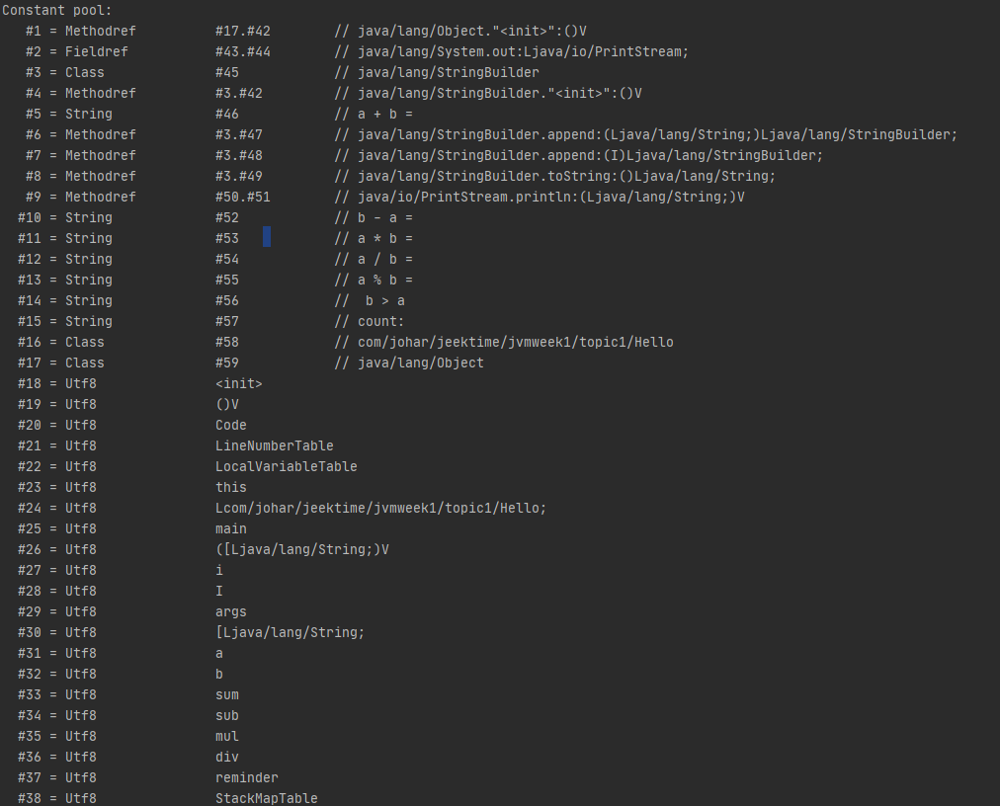 Constant pool:
   #1 = Methodref          #17.#42        // java/lang/Object."<init>":()V
   #2 = Fieldref           #43.#44        // java/lang/System.out:Ljava/io/PrintStream;
   #3 = Class              #45            // java/lang/StringBuilder
   #4 = Methodref          #3.#42         // java/lang/StringBuilder."<init>":()V
   #5 = String             #46            // a + b =
   #6 = Methodref          #3.#47         // java/lang/StringBuilder.append:(Ljava/lang/String;)Ljava/lang/StringBuilder;
   #7 = Methodref          #3.#48         // java/lang/StringBuilder.append:(I)Ljava/lang/StringBuilder;
   #8 = Methodref          #3.#49         // java/lang/StringBuilder.toString:()Ljava/lang/String;
   #9 = Methodref          #50.#51        // java/io/PrintStream.println:(Ljava/lang/String;)V
  #10 = String             #52            // b - a =
  #11 = String             #53            // a * b =
  #12 = String             #54            // a / b =
  #13 = String             #55            // a % b =
  #14 = String             #56            //  b > a
  #15 = String             #57            // count:
  #16 = Class              #58            // com/johar/jeektime/jvmweek1/topic1/Hello
  #17 = Class              #59            // java/lang/Object
  #18 = Utf8               <init>
  #19 = Utf8               ()V
  #20 = Utf8               Code
  #21 = Utf8               LineNumberTable
  #22 = Utf8               LocalVariableTable
  #23 = Utf8               this
  #24 = Utf8               Lcom/johar/jeektime/jvmweek1/topic1/Hello;
  #25 = Utf8               main
  #26 = Utf8               ([Ljava/lang/String;)V
  #27 = Utf8               i
  #28 = Utf8               I
  #29 = Utf8               args
  #30 = Utf8               [Ljava/lang/String;
  #31 = Utf8               a
  #32 = Utf8               b
  #33 = Utf8               sum
  #34 = Utf8               sub
  #35 = Utf8               mul
  #36 = Utf8               div
  #37 = Utf8               reminder
  #38 = Utf8               StackMapTable